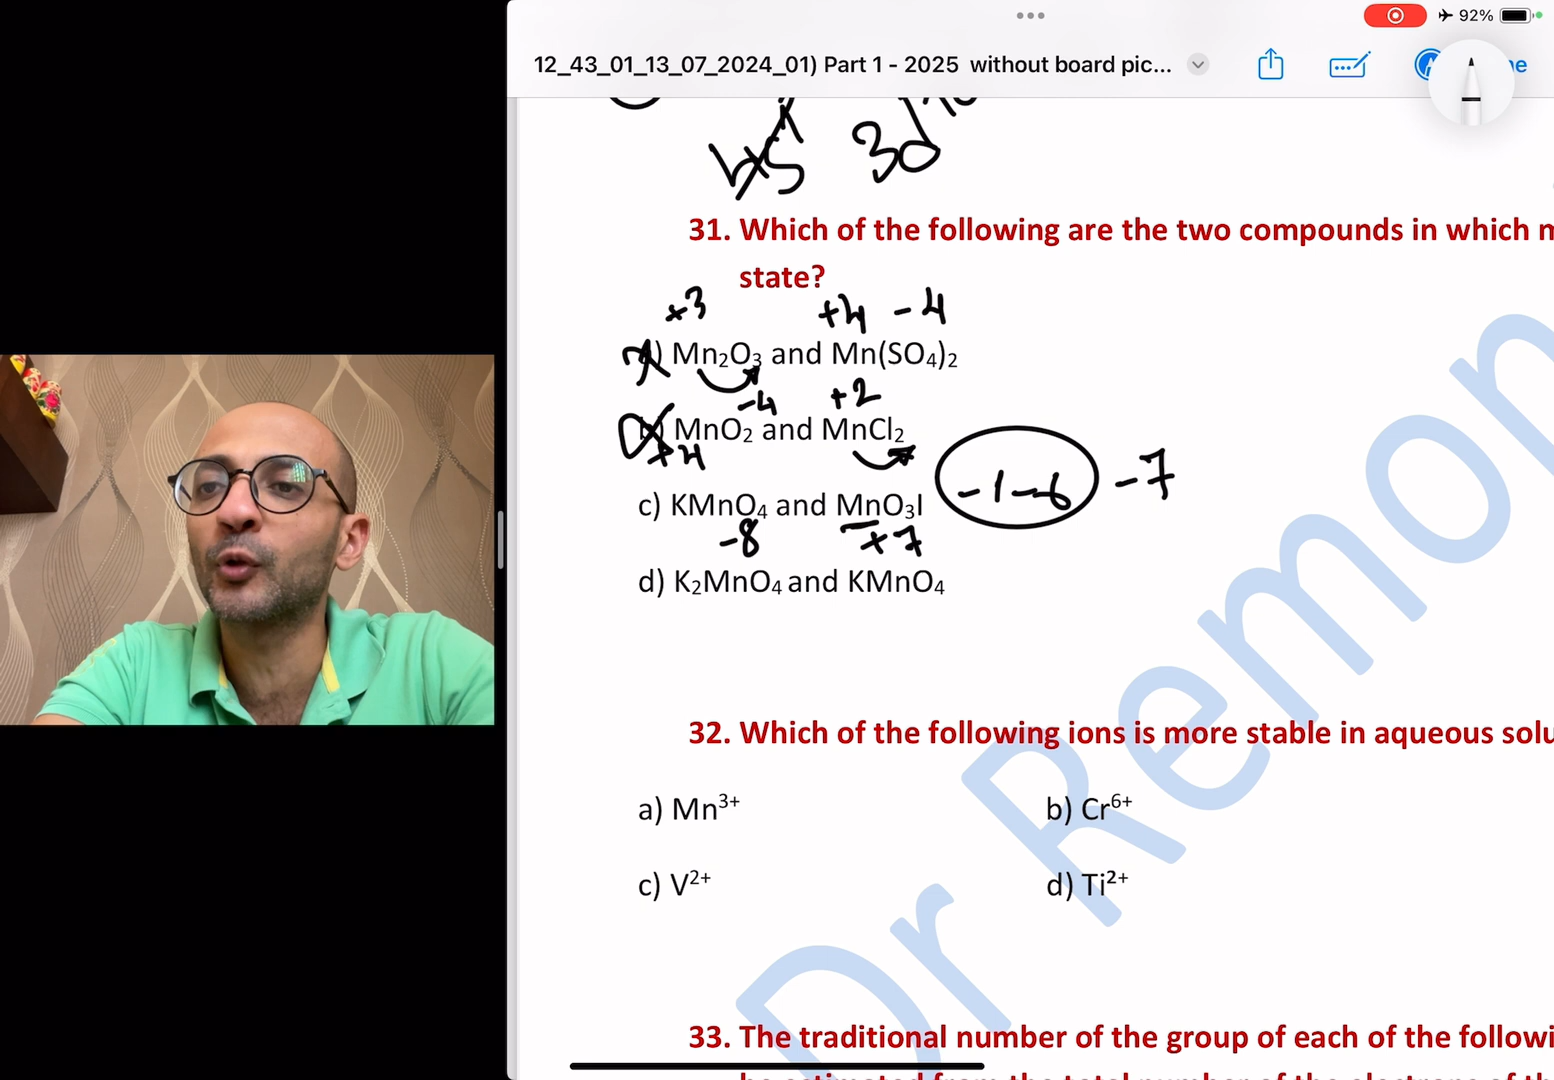 92%
12_43_01_13_07_2024_01) Part 1 - 2025 without board pic...
4s 3d
31. Which of the following are the two compounds in which
state?
+3 +4 -4
a) Mn₂O₃ and Mn(SO₄)₂
-4 +2
b) MnO₂ and MnCl₂
+4
-1-6 -7
c) KMnO₄ and MnO₃I
-8 +7
d) K₂MnO₄ and KMnO₄
32. Which of the following ions is more stable in aqueous
a) Mn³⁺ b) Cr⁶⁺
c) V²⁺ d) Ti²⁺
Dr Remon
33. The traditional number of the group of each of the